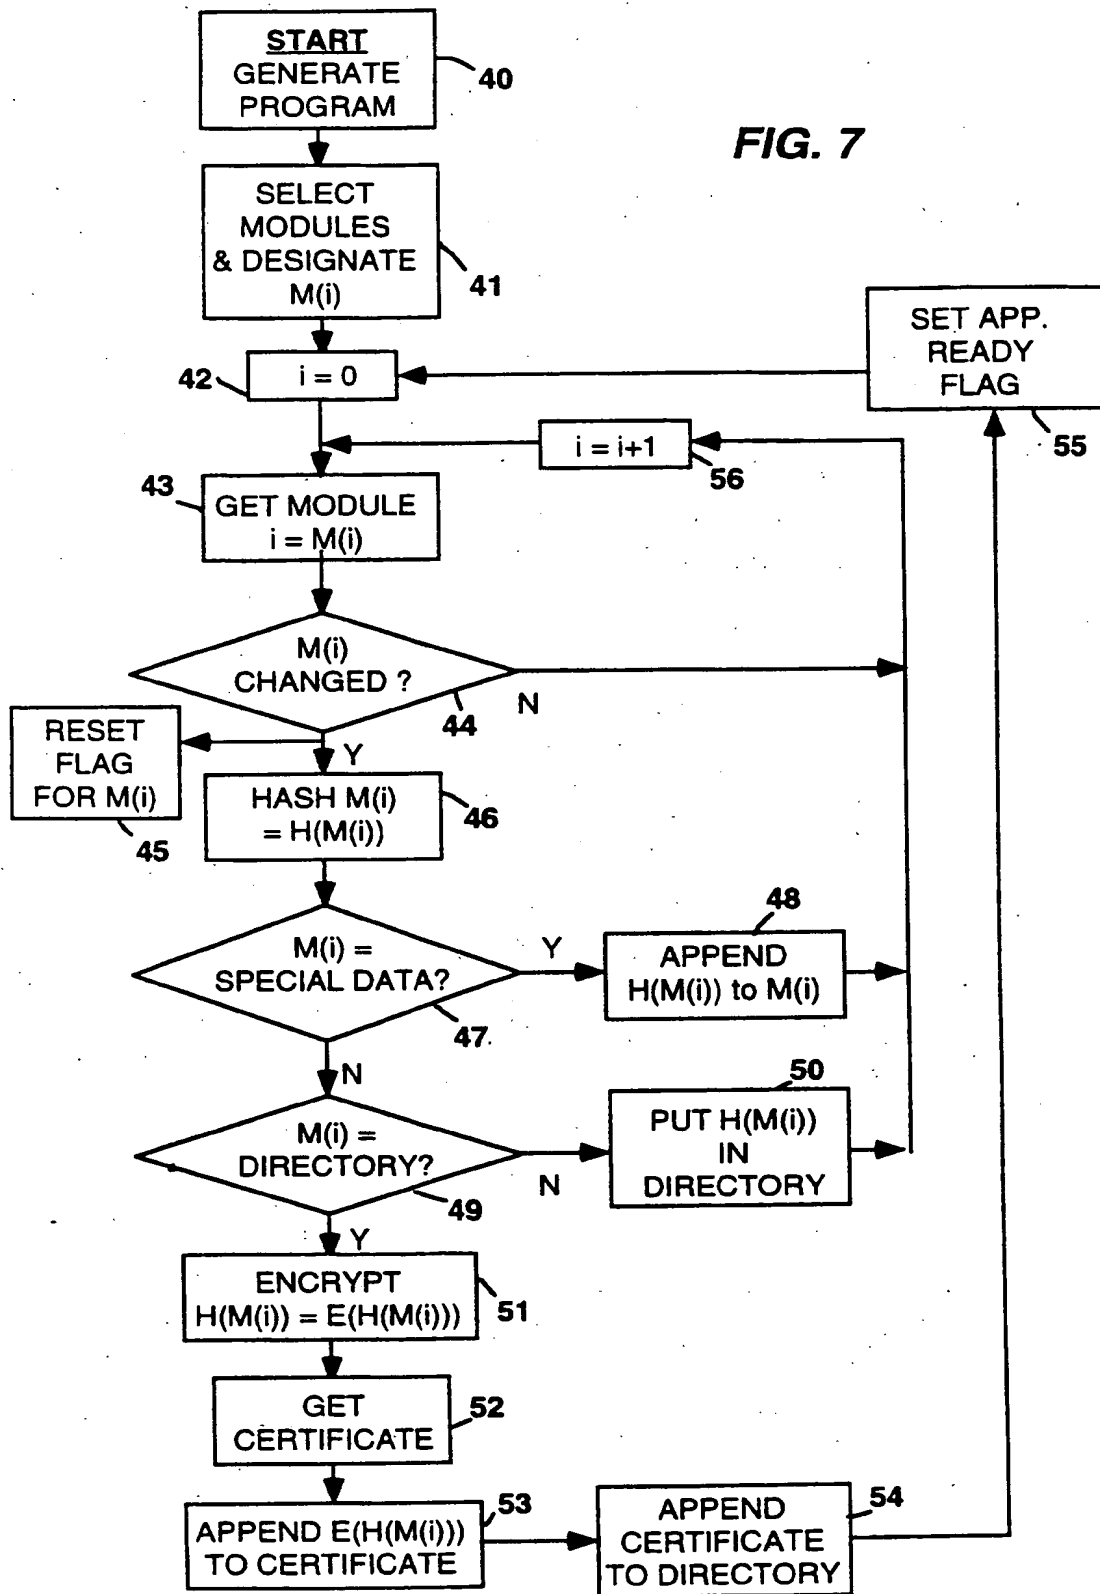 START
GENERATE
PROGRAM
40
FIG. 7
SELECT
MODULES
& DESIGNATE
M(i)
41
SET APP.
READY
FLAG
55
42
i = 0
i = i+1
56
43
GET MODULE
i = M(i)
M(i)
CHANGED ?
44
N
RESET
FLAG
FOR M(i)
45
Y
HASH M(i)
= H(M(i))
46
M(i) =
SPECIAL DATA?
47
Y
48
APPEND
H(M(i)) to M(i)
N
M(i) =
DIRECTORY?
49
N
50
PUT H(M(i))
IN
DIRECTORY
Y
ENCRYPT
H(M(i)) = E(H(M(i)))
51
GET
CERTIFICATE
52
APPEND E(H(M(i)))
TO CERTIFICATE
53
APPEND
CERTIFICATE
TO DIRECTORY
54